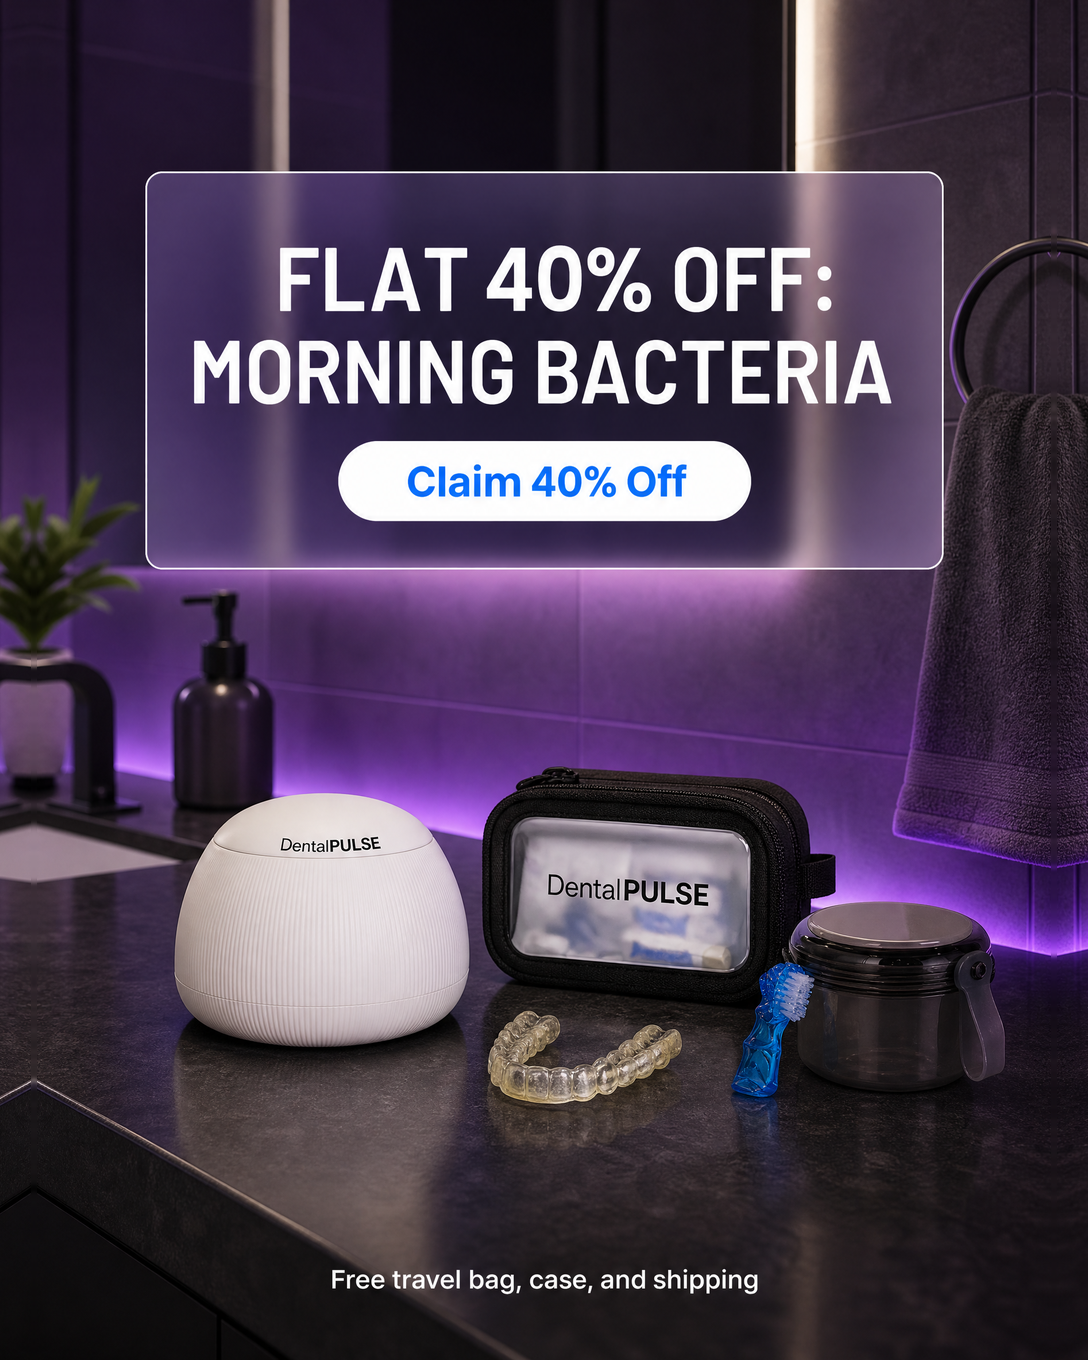 FLAT 40% OFF:
MORNING BACTERIA
Claim 40% Off
DentalPULSE
DentalPULSE
Free travel bag, case, and shipping